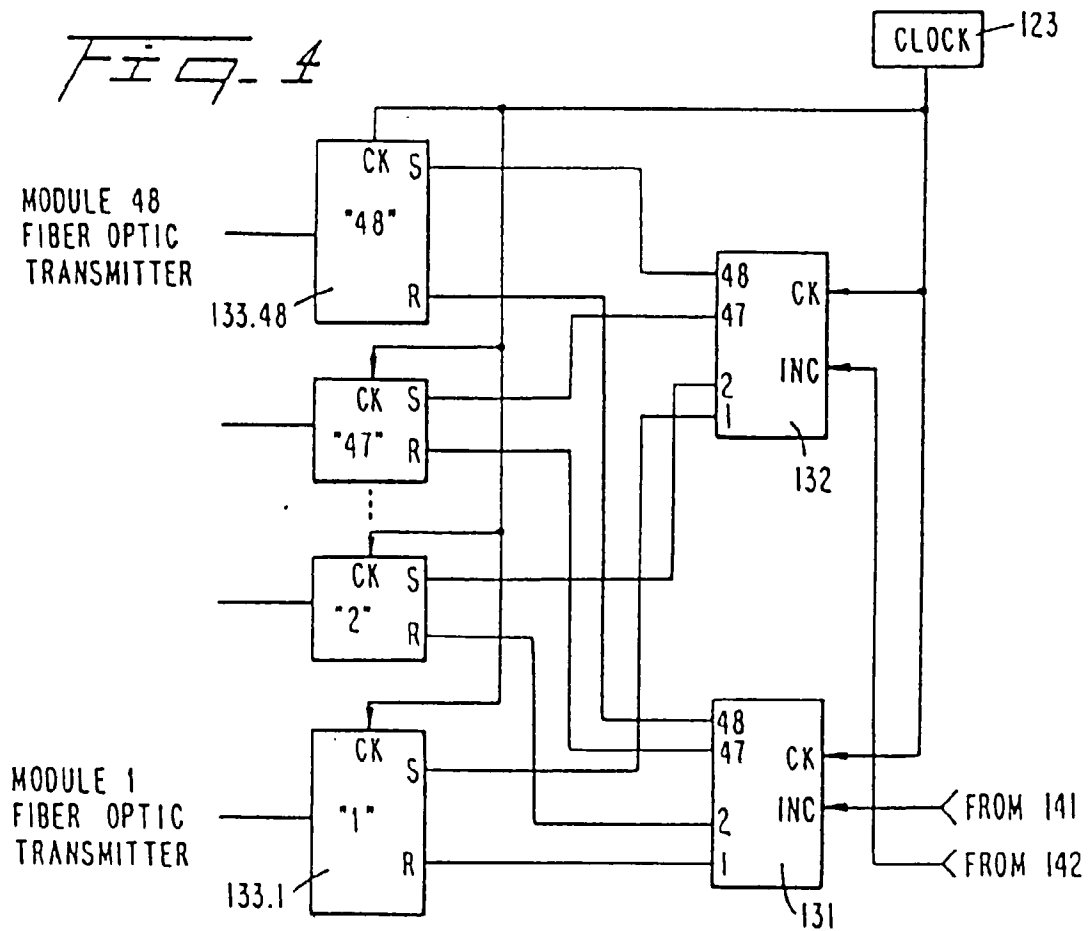 Fig. 4
CLOCK
123
CK
S
"48"
R
MODULE 48
FIBER OPTIC
TRANSMITTER
133.48
48
47
2
1
CK
INC
132
CK
S
"47"
R
CK
S
"2"
R
CK
S
"1"
R
MODULE 1
FIBER OPTIC
TRANSMITTER
133.1
48
47
2
1
CK
INC
131
FROM 141
FROM 142